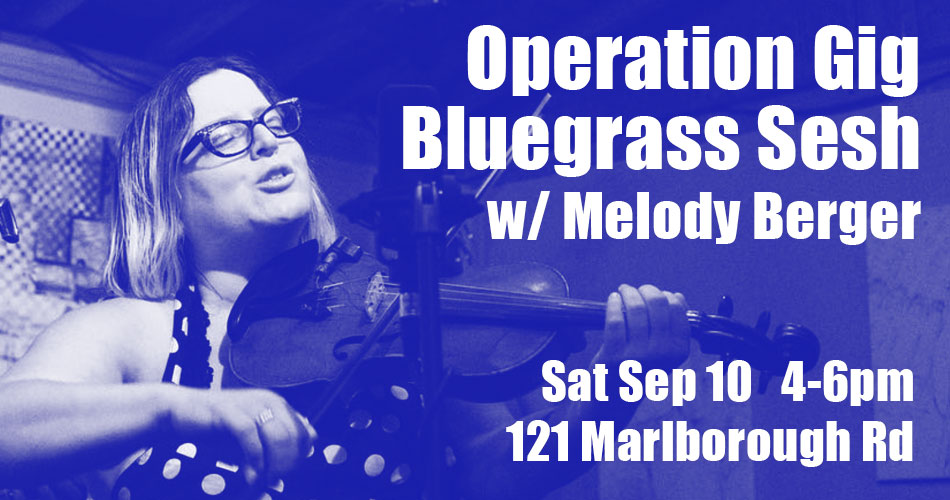 Operation Gig
Bluegrass Sesh
w/ Melody Berger
Sat Sep 10 4-6pm
121 Marlborough Rd